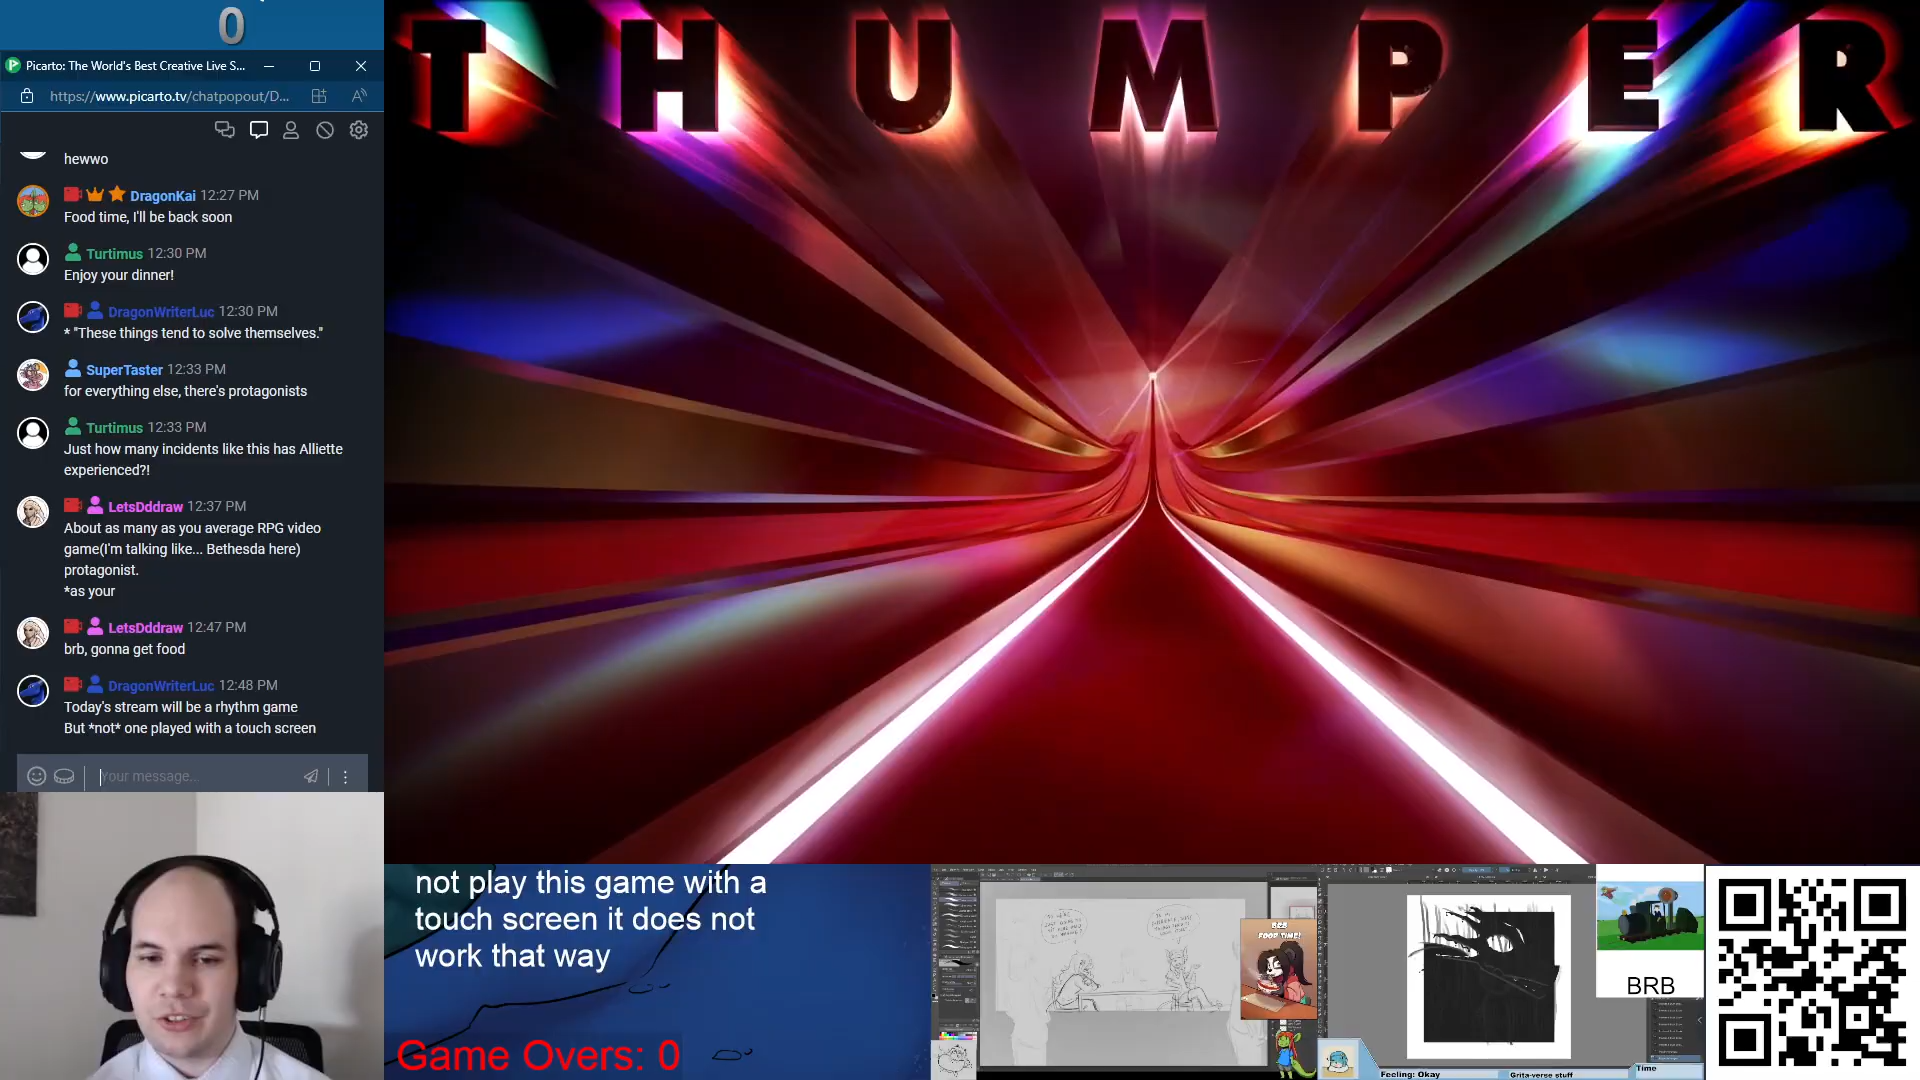 0
Picarto: The World's Best Creative Live S...
https://www.picarto.tv/chatpopout/D...
hewwo
DragonKai 12:27 PM
Food time, I'll be back soon
Turtimus 12:30 PM
Enjoy your dinner!
DragonWriterLuc 12:30 PM
* "These things tend to solve themselves."
SuperTaster 12:33 PM
for everything else, there's protagonists
Turtimus 12:33 PM
Just how many incidents like this has Alliette
experienced?!
LetsDddraw 12:37 PM
About as many as you average RPG video
game(I'm talking like... Bethesda here)
protagonist.
*as your
LetsDddraw 12:47 PM
brb, gonna get food
DragonWriterLuc 12:48 PM
Today's stream will be a rhythm game
But *not* one played with a touch screen
Your message...
THUMPER
not play this game with a
touch screen it does not
work that way
Game Overs: 0
BRB
FOOD TIME!
BRB
Feeling: Okay
Grita-verse stuff
Time